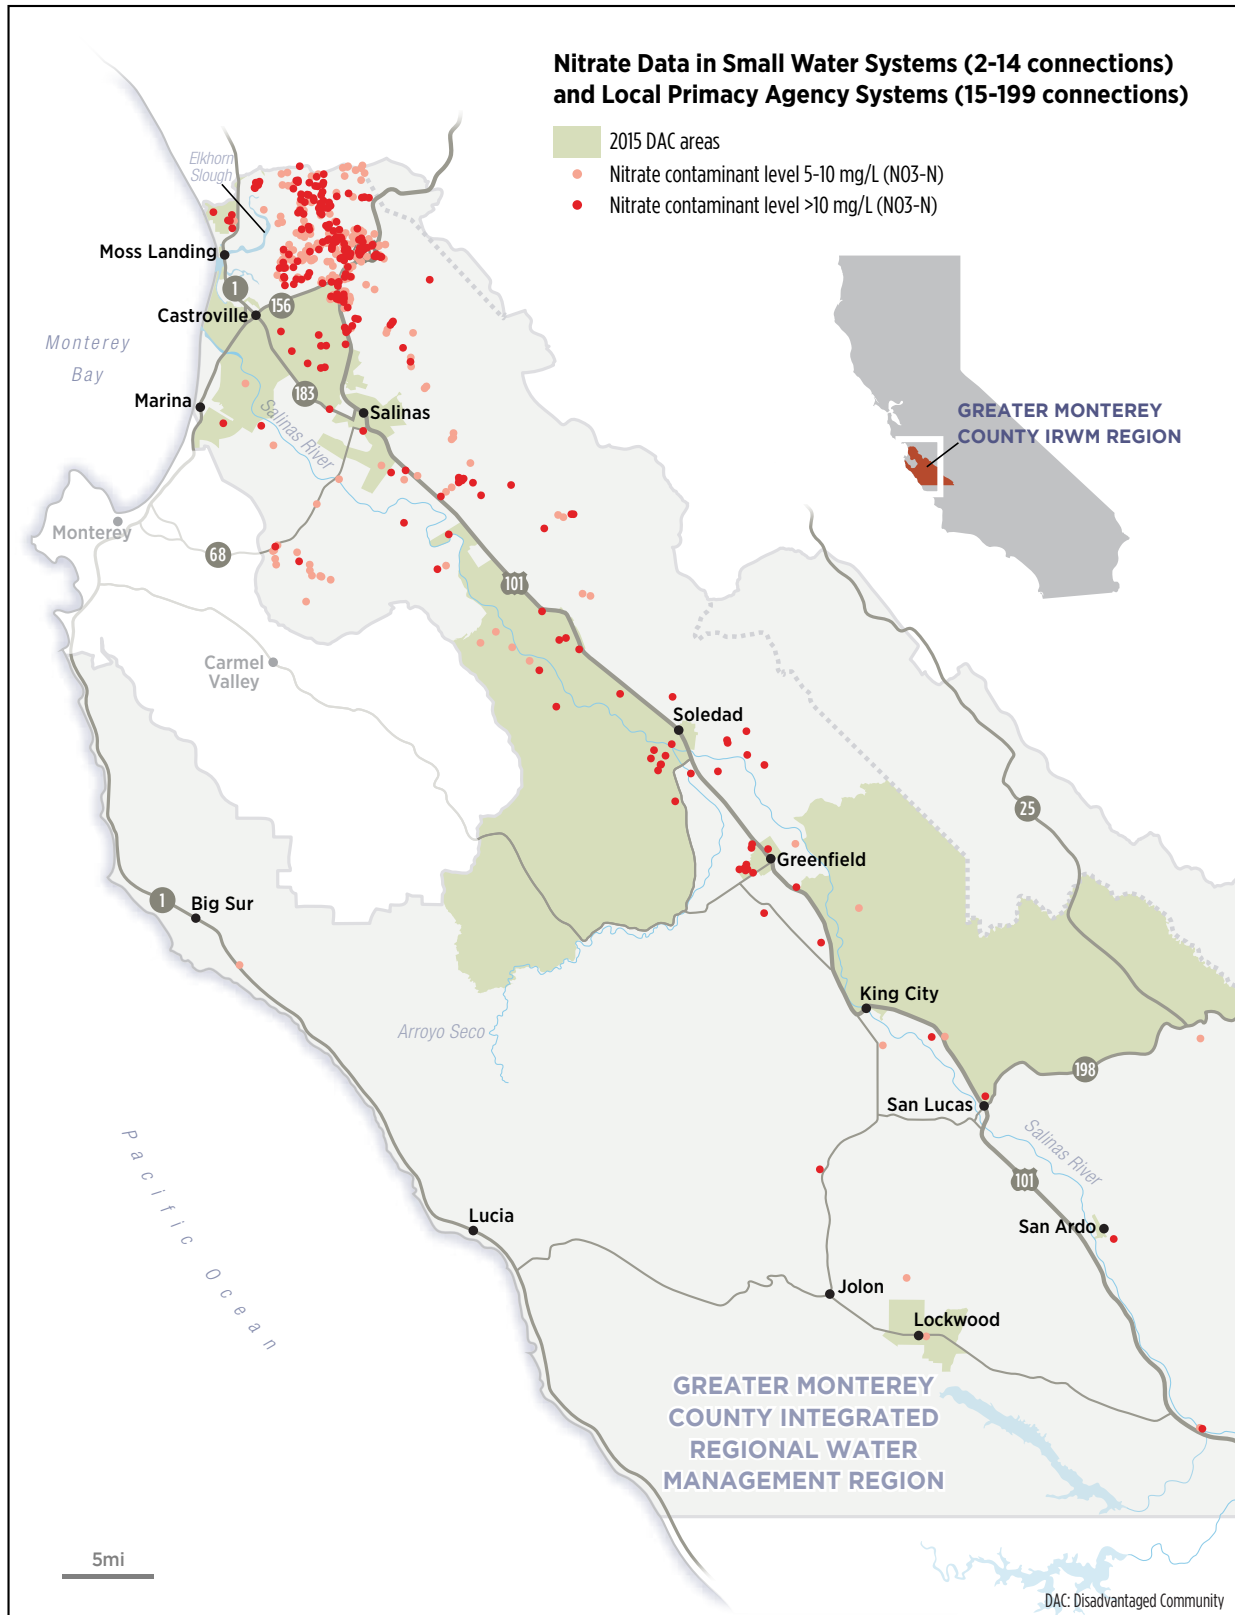 Nitrate Data in Small Water Systems (2-14 connections)
and Local Primacy Agency Systems (15-199 connections)
2015 DAC areas
Nitrate contaminant level 5-10 mg/L (NO3-N)
Nitrate contaminant level >10 mg/L (NO3-N)
Elkhorn
Slough
Moss Landing
1
156
Castroville
Monterey
Bay
183
Marina
Salinas
Salinas River
GREATER MONTEREY
COUNTY IRWM REGION
Monterey
68
101
Carmel
Valley
Soledad
25
Greenfield
1
Big Sur
King City
Arroyo Seco
198
San Lucas
Salinas River
Pacific Ocean
101
Lucia
San Ardo
Jolon
Lockwood
GREATER MONTEREY
COUNTY INTEGRATED
REGIONAL WATER
MANAGEMENT REGION
5mi
DAC: Disadvantaged Community